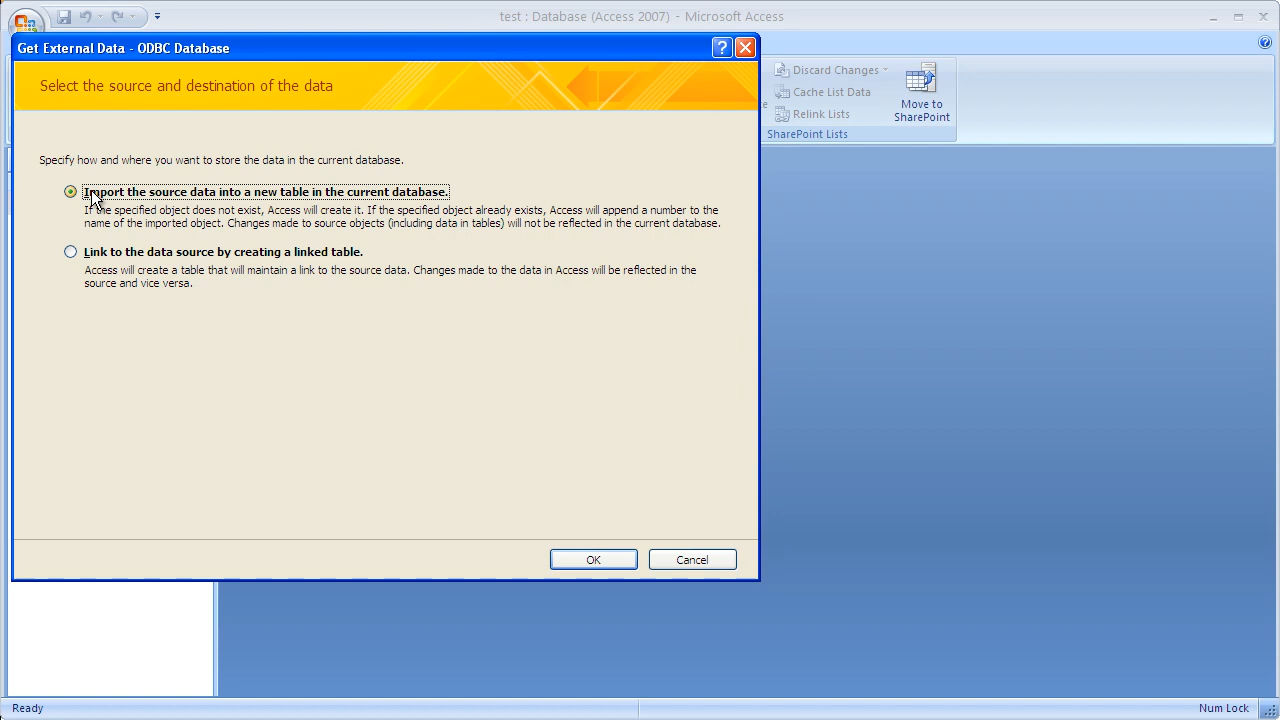 test : Database (Access 2007) - Microsoft Access
Get External Data - ODBC Database
Select the source and destination of the data
Discard Changes
Cache List Data
Relink Lists
Move to
SharePoint
SharePoint Lists
Specify how and where you want to store the data in the current database.
Import the source data into a new table in the current database.
If the specified object does not exist, Access will create it. If the specified object already exists, Access will append a number to the
name of the imported object. Changes made to source objects (including data in tables) will not be reflected in the current database.
Link to the data source by creating a linked table.
Access will create a table that will maintain a link to the source data. Changes made to the data in Access will be reflected in the
source and vice versa.
OK
Cancel
Ready
Num Lock